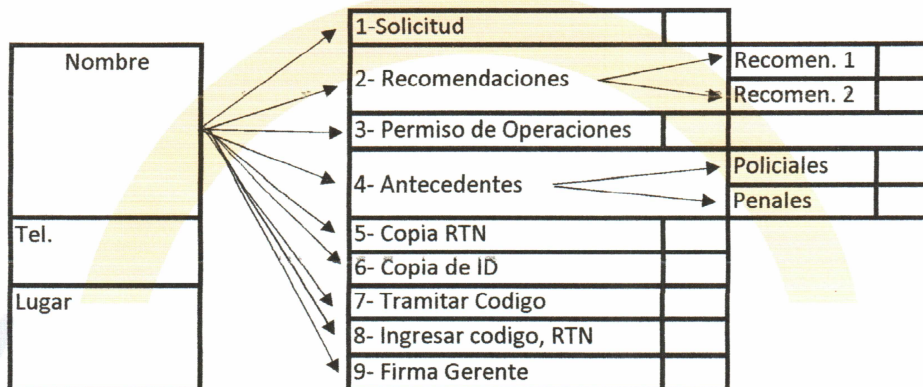 Nombre
Tel.
Lugar
1-Solicitud
2- Recomendaciones
Recomen. 1
Recomen. 2
3- Permiso de Operaciones
4- Antecedentes
Policiales
Penales
5- Copia RTN
6- Copia de ID
7- Tramitar Codigo
8- Ingresar codigo, RTN
9- Firma Gerente